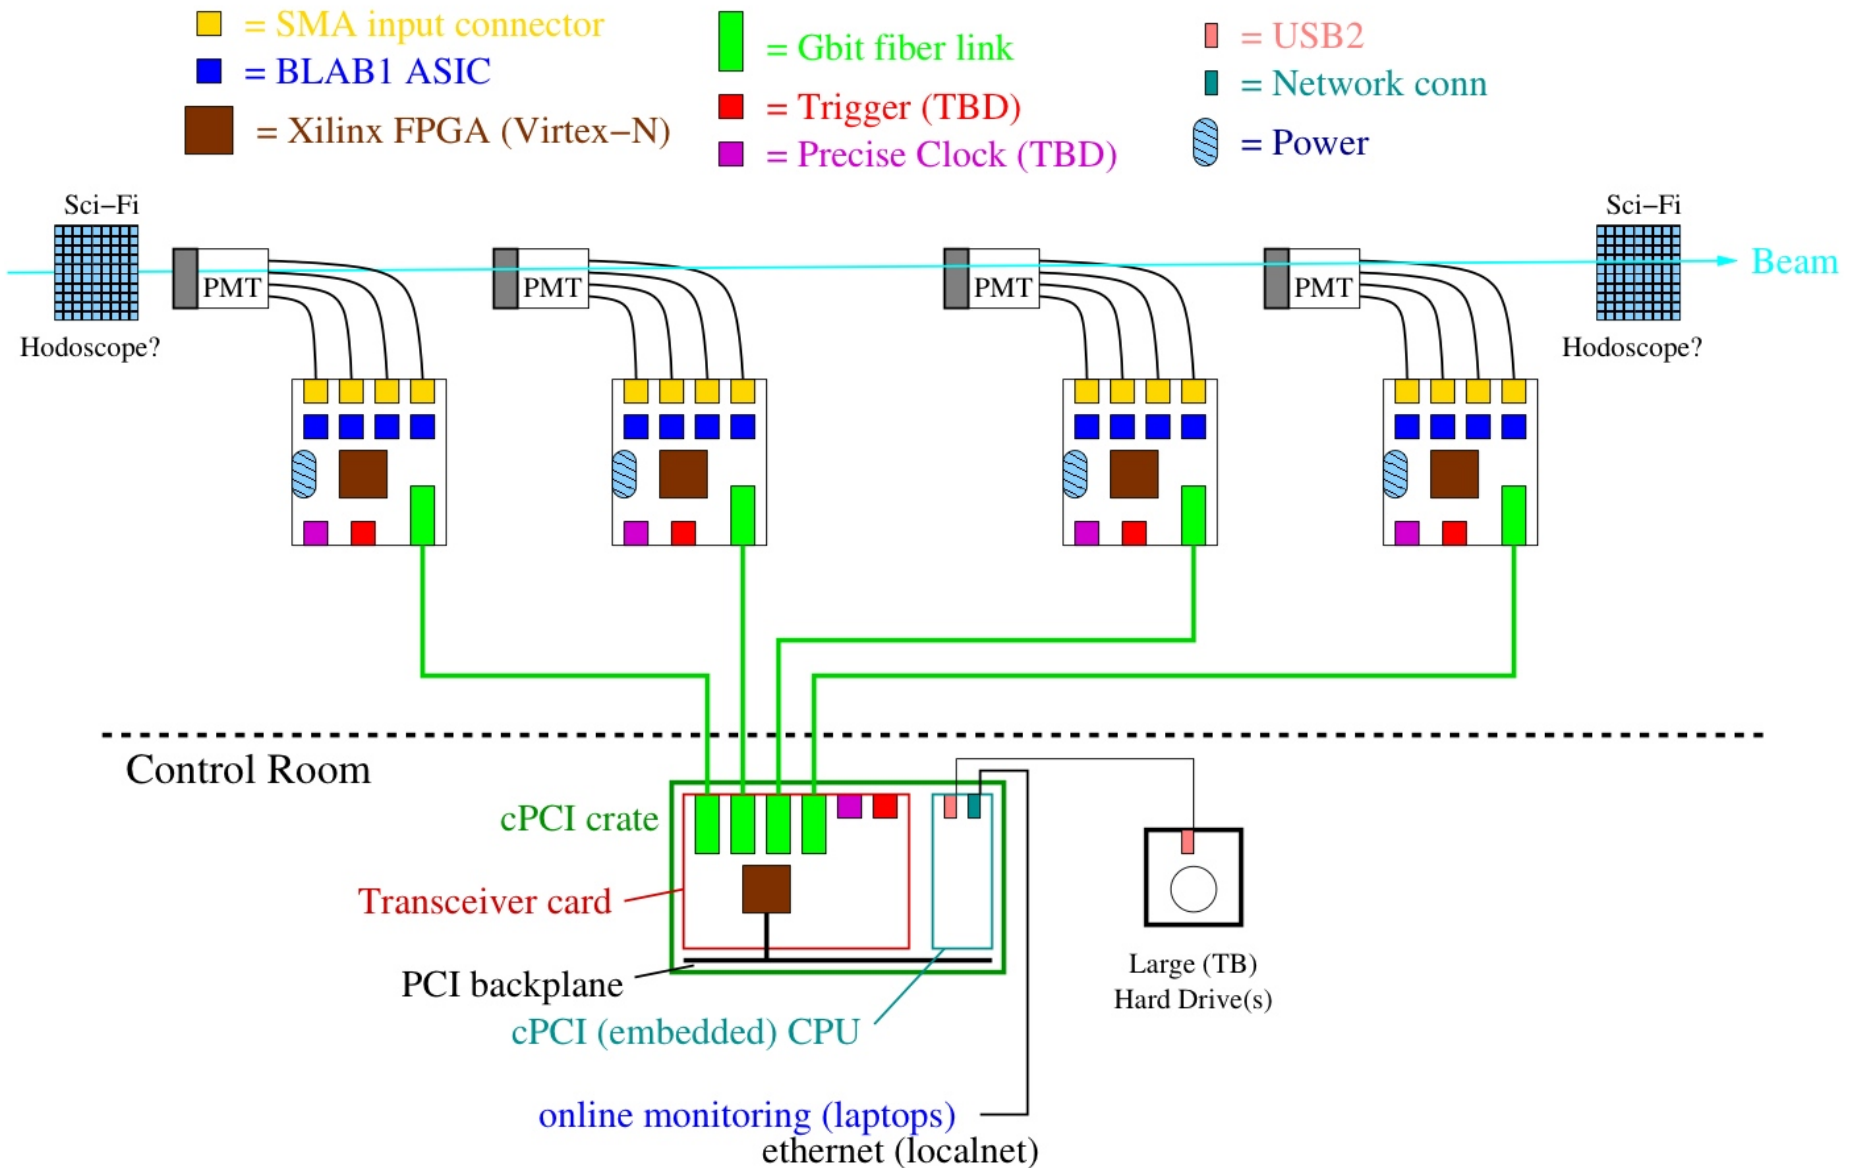 = SMA input connector
= BLAB1 ASIC
= Xilinx FPGA (Virtex−N)
= Gbit fiber link
= Trigger (TBD)
= Precise Clock (TBD)
= USB2
= Network conn
= Power
Sci−Fi
Hodoscope?
PMT
PMT
PMT
PMT
Sci−Fi
Hodoscope?
Beam
Control Room
cPCI crate
Transceiver card
PCI backplane
cPCI (embedded) CPU
Large (TB)
Hard Drive(s)
online monitoring (laptops)
ethernet (localnet)